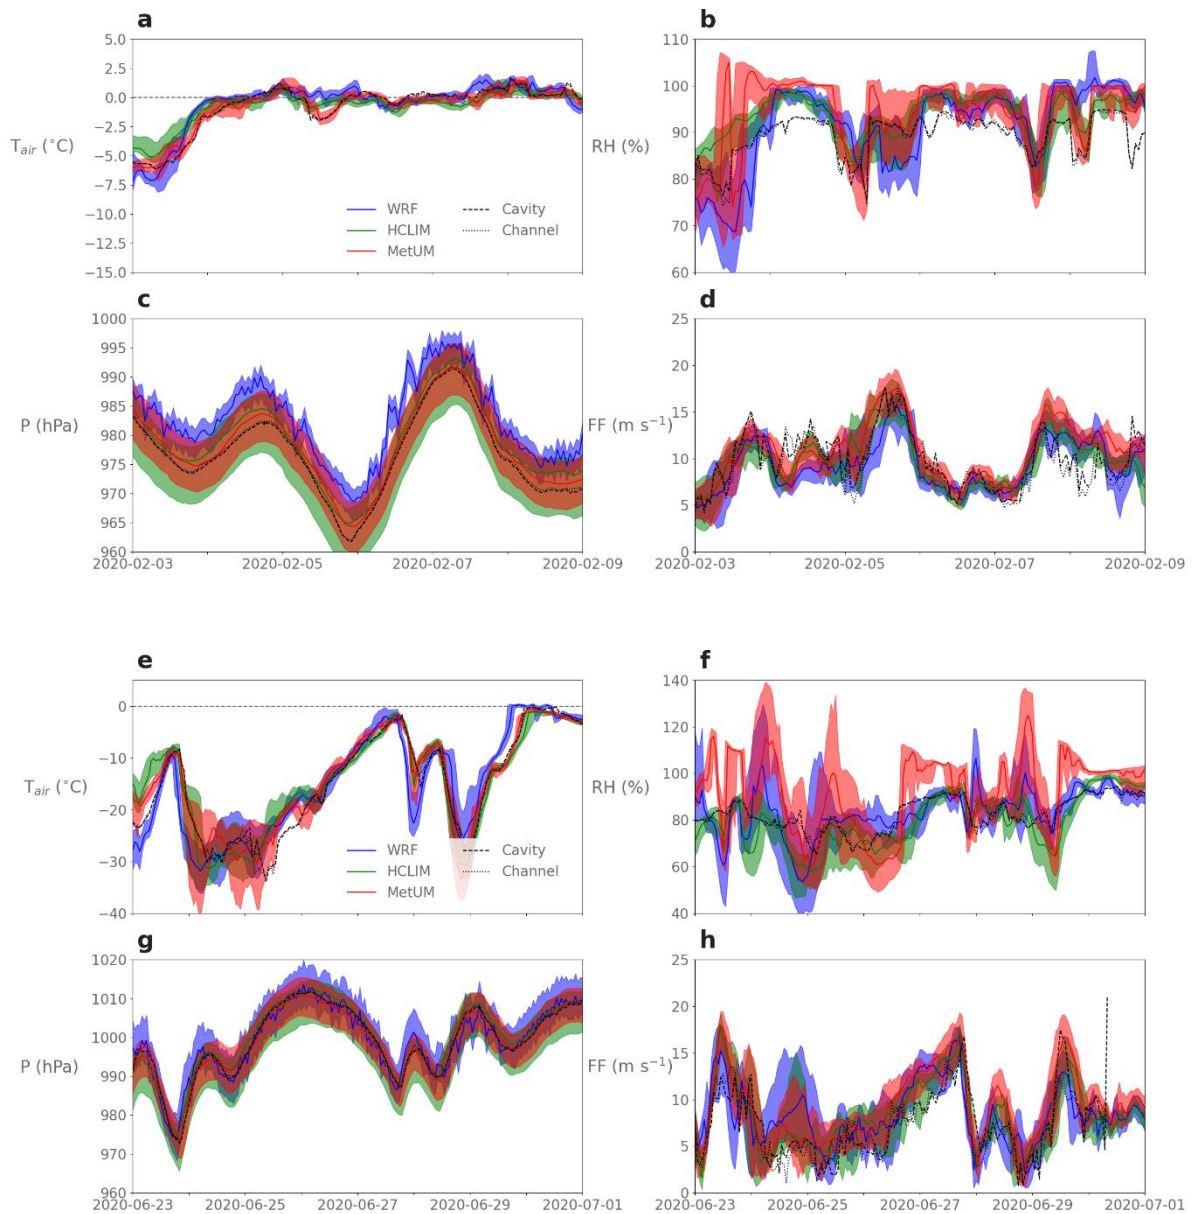 a
b
5.0
2.5
0.0
−2.5
−5.0
−7.5
−10.0
−12.5
−15.0
Tair (°C)
WRF
HCLIM
MetUM
Cavity
Channel
110
100
90
80
70
60
RH (%)
c
d
1000
995
990
985
980
975
970
965
960
P (hPa)
2020-02-03
2020-02-05
2020-02-07
2020-02-09
25
20
15
10
5
0
FF (m s−1)
2020-02-03
2020-02-05
2020-02-07
2020-02-09
e
f
0
−10
−20
−30
−40
Tair (°C)
WRF
HCLIM
MetUM
Cavity
Channel
140
120
100
80
60
40
RH (%)
g
h
1020
1010
1000
990
980
970
960
P (hPa)
2020-06-23
2020-06-25
2020-06-27
2020-06-29
2020-07-01
25
20
15
10
5
0
FF (m s−1)
2020-06-23
2020-06-25
2020-06-27
2020-06-29
2020-07-01